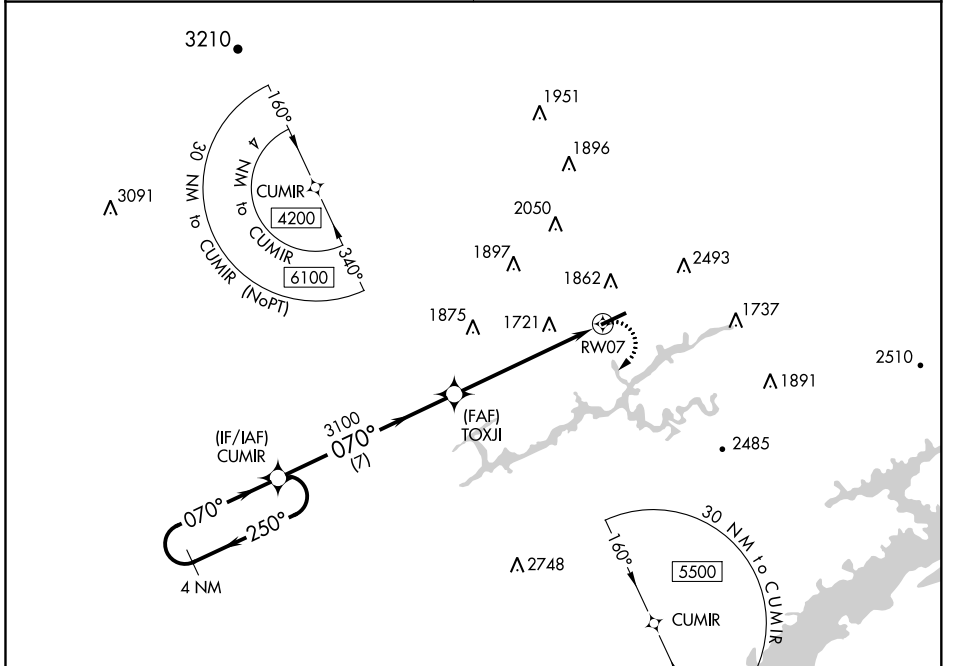 3210
160°
4 NM to CUMIR
30 NM to CUMIR (NoPT)
CUMIR
4200
6100
340°
3091
1951
1896
2050
1897
1862
2493
1875
1721
RW07
1737
2510
1891
(FAF)
TOXJI
2485
3100
070°
(7)
(IF/IAF)
CUMIR
070°
250°
4 NM
2748
30 NM to CUMIR
160°
5500
CUMIR